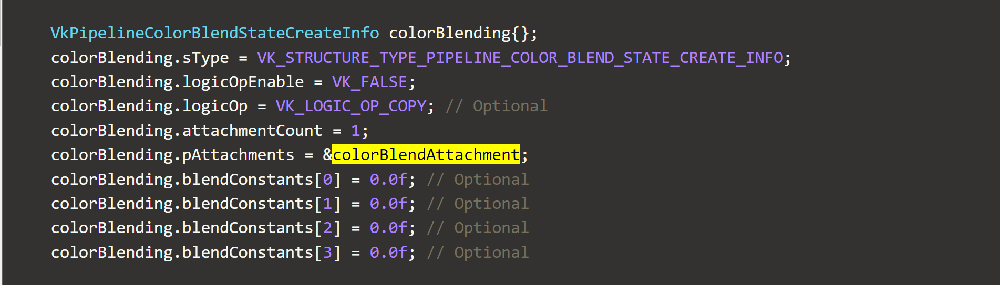 VkPipelineColorBlendStateCreateInfo colorBlending{};
colorBlending.sType = VK_STRUCTURE_TYPE_PIPELINE_COLOR_BLEND_STATE_CREATE_INFO;
colorBlending.logicOpEnable = VK_FALSE;
colorBlending.logicOp = VK_LOGIC_OP_COPY; // Optional
colorBlending.attachmentCount = 1;
colorBlending.pAttachments = &colorBlendAttachment;
colorBlending.blendConstants[0] = 0.0f; // Optional
colorBlending.blendConstants[1] = 0.0f; // Optional
colorBlending.blendConstants[2] = 0.0f; // Optional
colorBlending.blendConstants[3] = 0.0f; // Optional